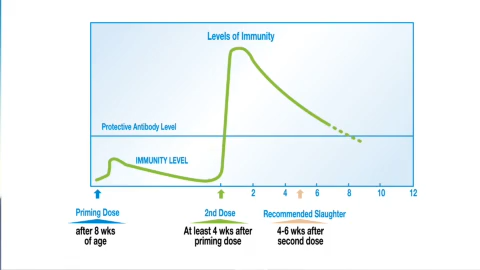 Levels of Immunity
Protective Antibody Level
IMMUNITY LEVEL
2 4 6 8 10 12
Priming Dose
after 8 wks
of age
2nd Dose
At least 4 wks after
priming dose
Recommended Slaughter
4-6 wks after
second dose